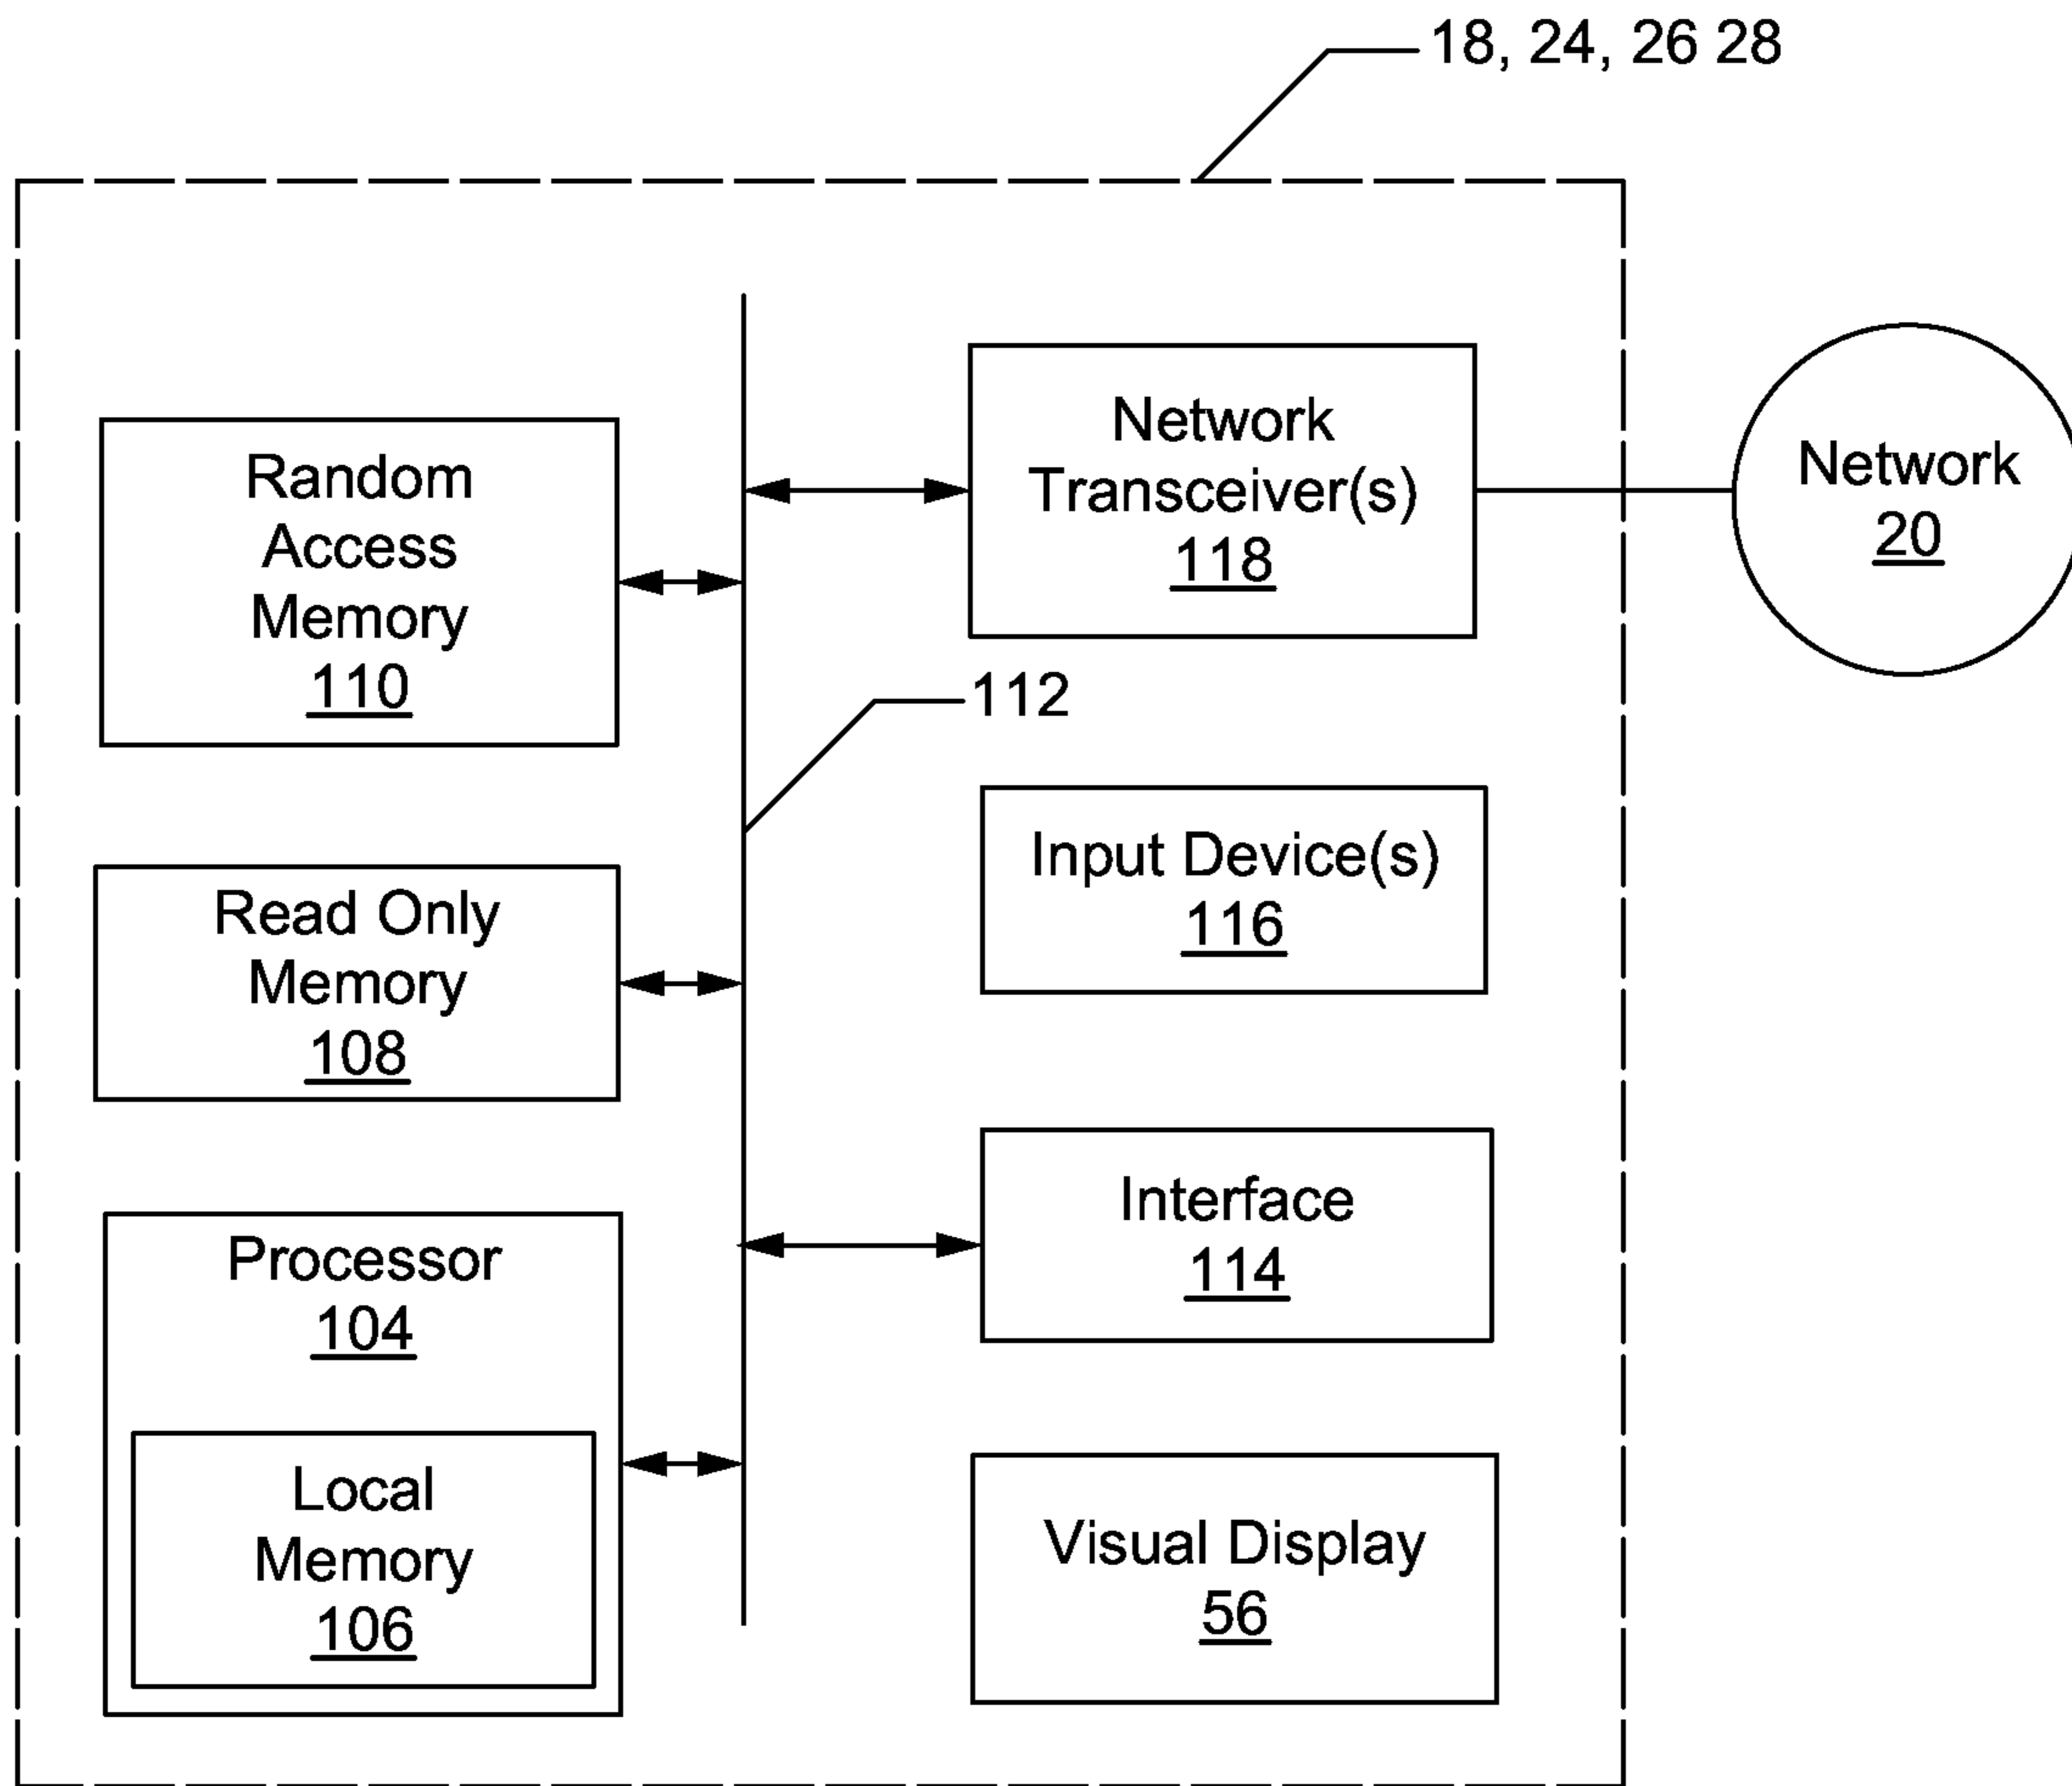 18, 24, 26 28
Network
Transceiver(s)
118
Network
20
Random
Access
Memory
110
112
Input Device(s)
116
Read Only
Memory
108
Interface
114
Processor
104
Local
Memory
106
Visual Display
56